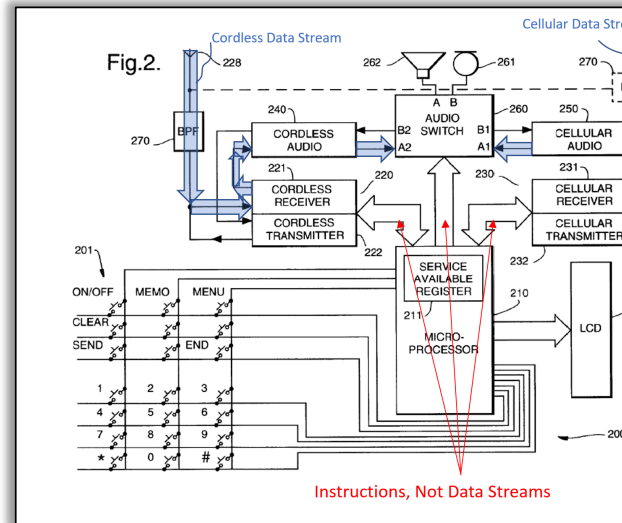 Cordless Data Stream
Cellular Data Stre
Fig.2.
228
262
261
270
240
260
250
A B
AUDIO
SWITCH
270
BPF
CORDLESS
AUDIO
B2
A2
B1
A1
CELLULAR
AUDIO
221
220
230
231
CORDLESS
RECEIVER
CELLULAR
RECEIVER
CORDLESS
TRANSMITTER
CELLULAR
TRANSMITTER
222
232
201
SERVICE
AVAILABLE
REGISTER
210
ON/OFF MEMO MENU
211
CLEAR
MICRO-
PROCESSOR
LCD
SEND END
1 2 3
4 5 6
7 8 9
* 0 #
200
Instructions, Not Data Streams